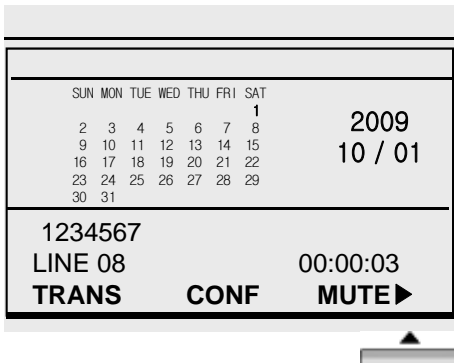 SUN MON TUE WED THU FRI SAT
1
2 3 4 5 6 7 8
9 10 11 12 13 14 15
16 17 18 19 20 21 22
23 24 25 26 27 28 29
30 31
2009
10 / 01
1234567
LINE 08 00:00:03
TRANS CONF MUTE▶